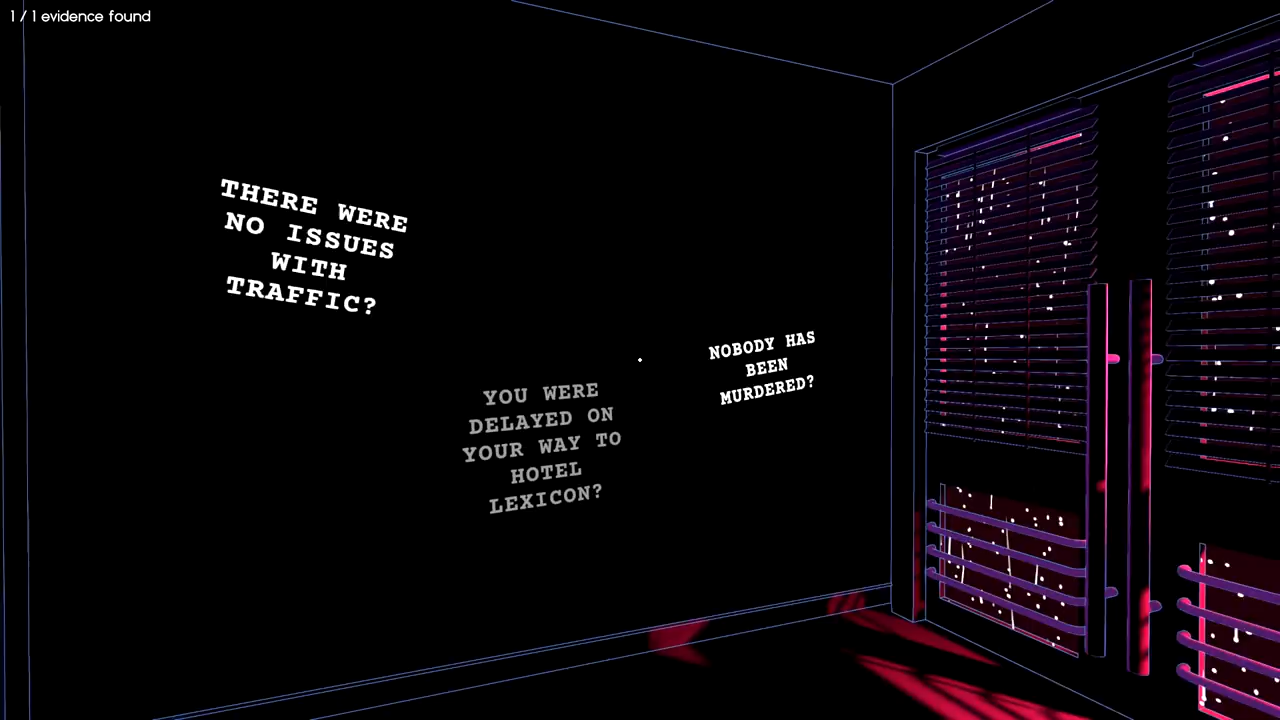 1 / 1 evidence found
THERE WERE
NO ISSUES
WITH
TRAFFIC?
YOU WERE
DELAYED ON
YOUR WAY TO
HOTEL
LEXICON?
NOBODY HAS
BEEN
MURDERED?